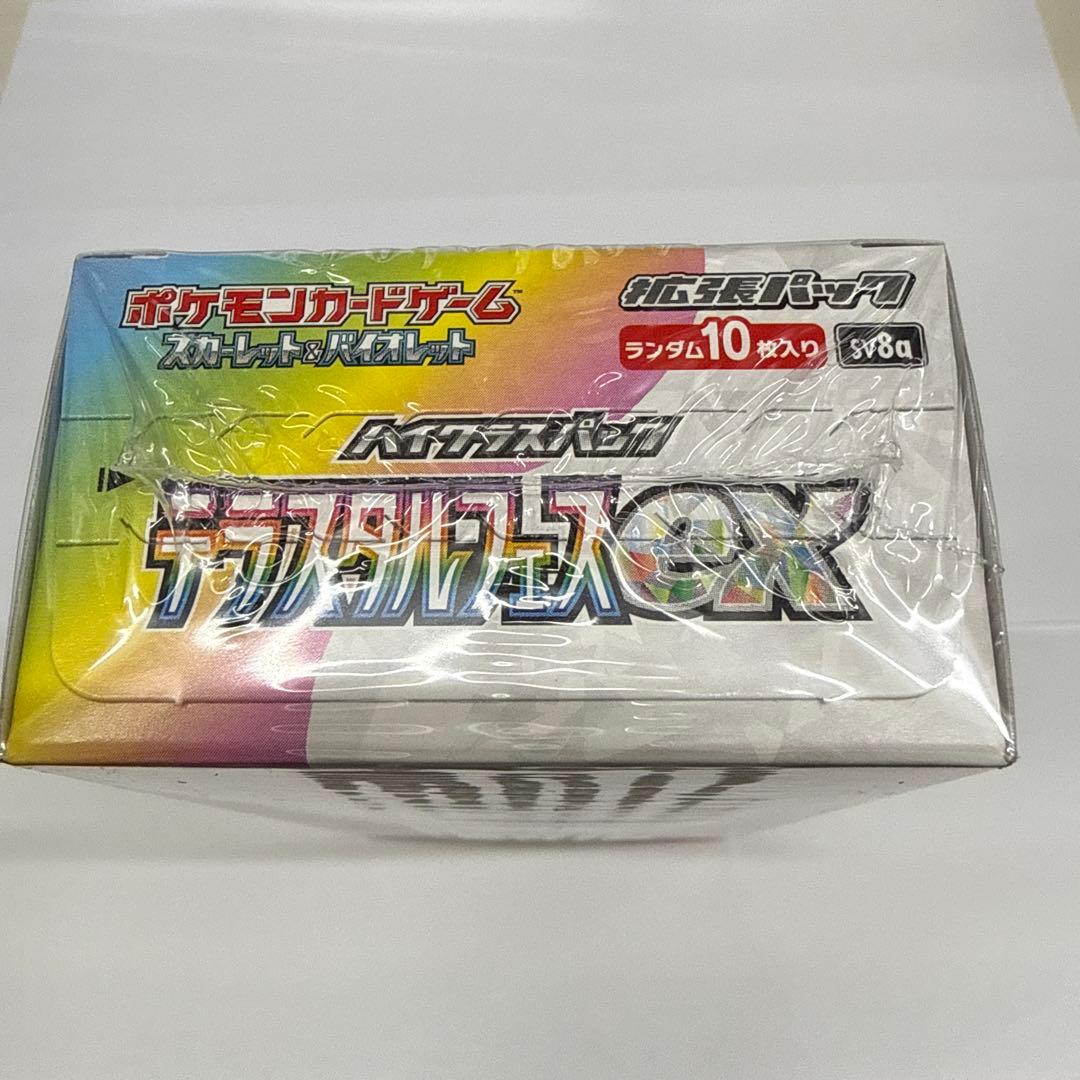 ポケモンカードゲーム™
スカーレット&バイオレット
拡張パック
ランダム10枚入り SV8a
ハイクラスパック
テラスタルフェスex